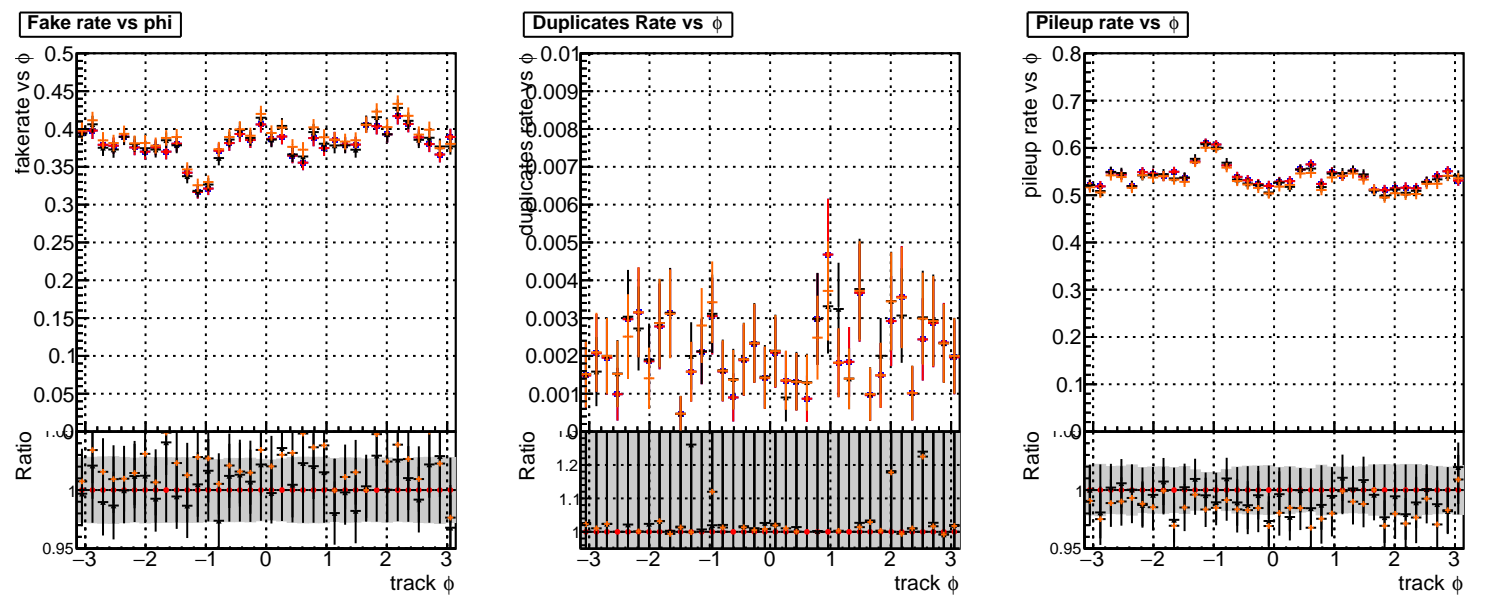 Fake rate vs phi
fakerate vs ϕ
0.5
0.45
0.4
0.35
0.3
0.25
0.2
0.15
0.1
0.05
0
Ratio
1
0.95
−3 −2 −1 0 1 2 3
track ϕ
Duplicates Rate vs ϕ
duplicates rate vs ϕ
0.01
0.009
0.008
0.007
0.006
0.005
0.004
0.003
0.002
0.001
0
Ratio
1.2
1.1
1
−3 −2 −1 0 1 2 3
track ϕ
Pileup rate vs ϕ
pileup rate vs ϕ
0.8
0.7
0.6
0.5
0.4
0.3
0.2
0.1
0
Ratio
1
0.95
−3 −2 −1 0 1 2 3
track ϕ